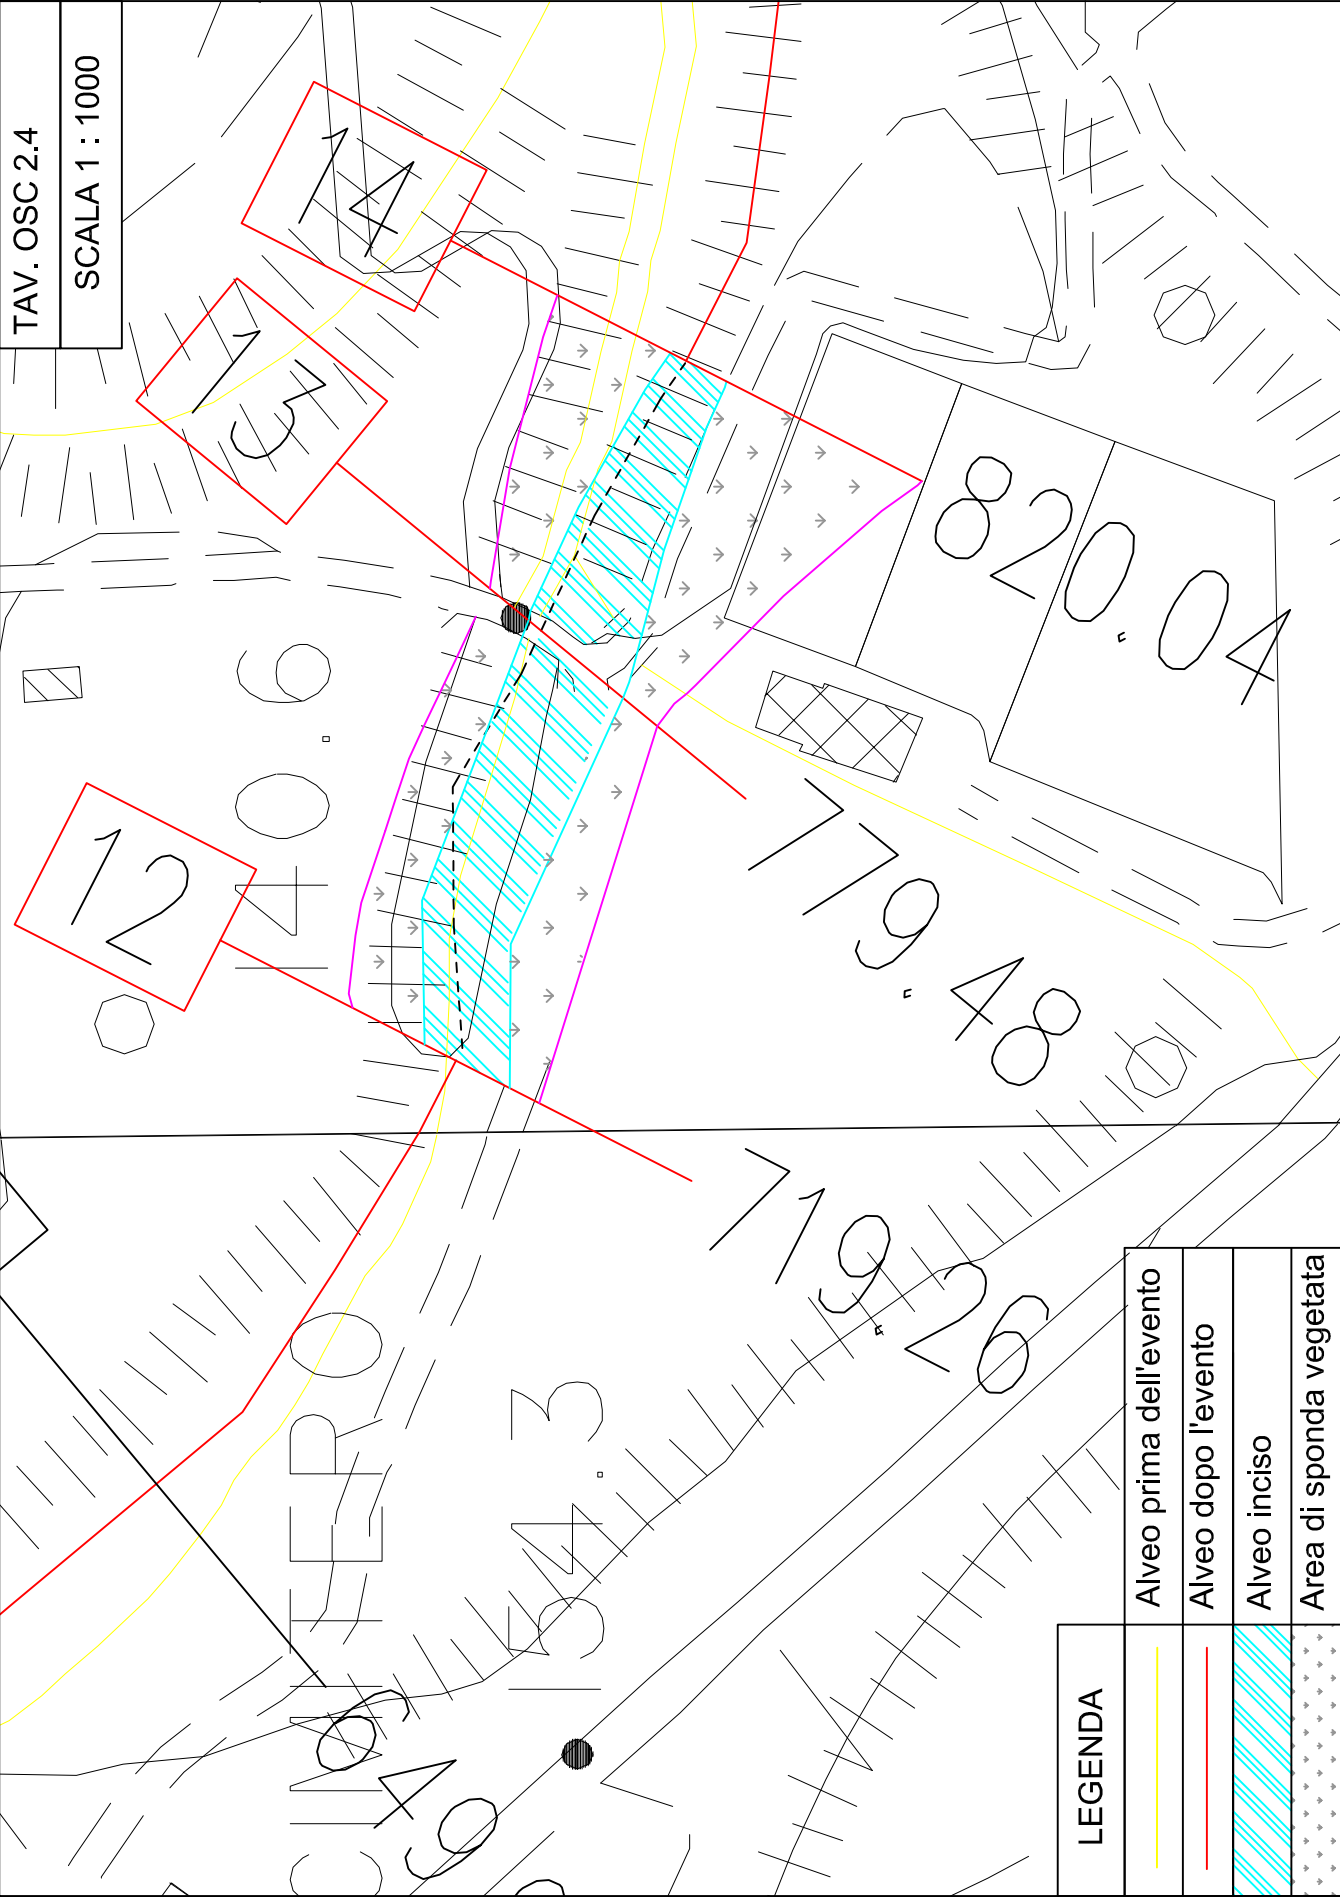 TAV. OSC 2.4
SCALA 1 : 1000
14
13
12
820.04
779.48
719.26
LEGENDA
Alveo prima dell'evento
Alveo dopo l'evento
Alveo inciso
Area di sponda vegetata